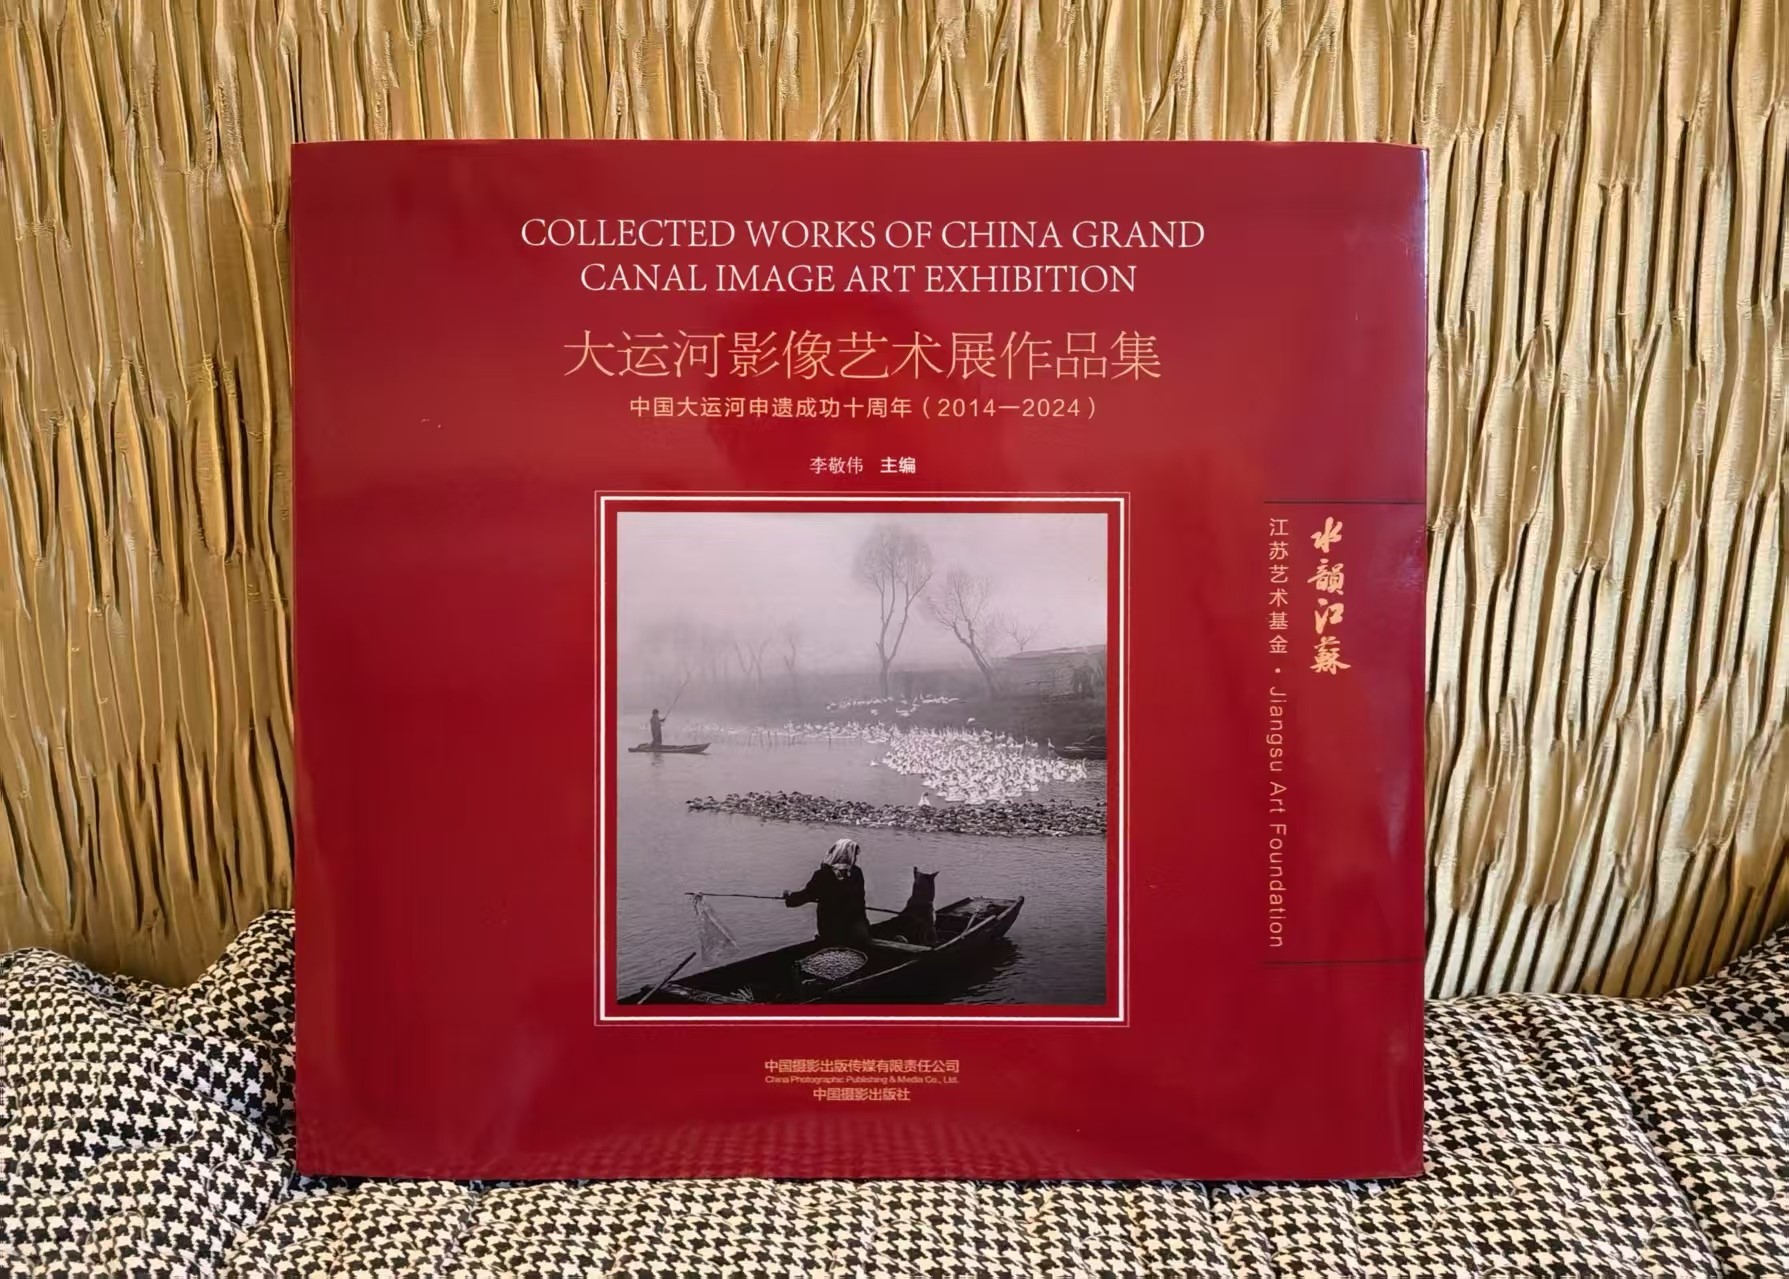 COLLECTED WORKS OF CHINA GRAND
CANAL IMAGE ART EXHIBITION
大运河影像艺术展作品集
中国大运河申遗成功十周年（2014—2024）
李敬伟 主编
水韻江蘇
江苏艺术基金·Jiangsu Art Foundation
中国摄影出版传媒有限责任公司
China Photographic Publishing & Media Co., Ltd.
中国摄影出版社